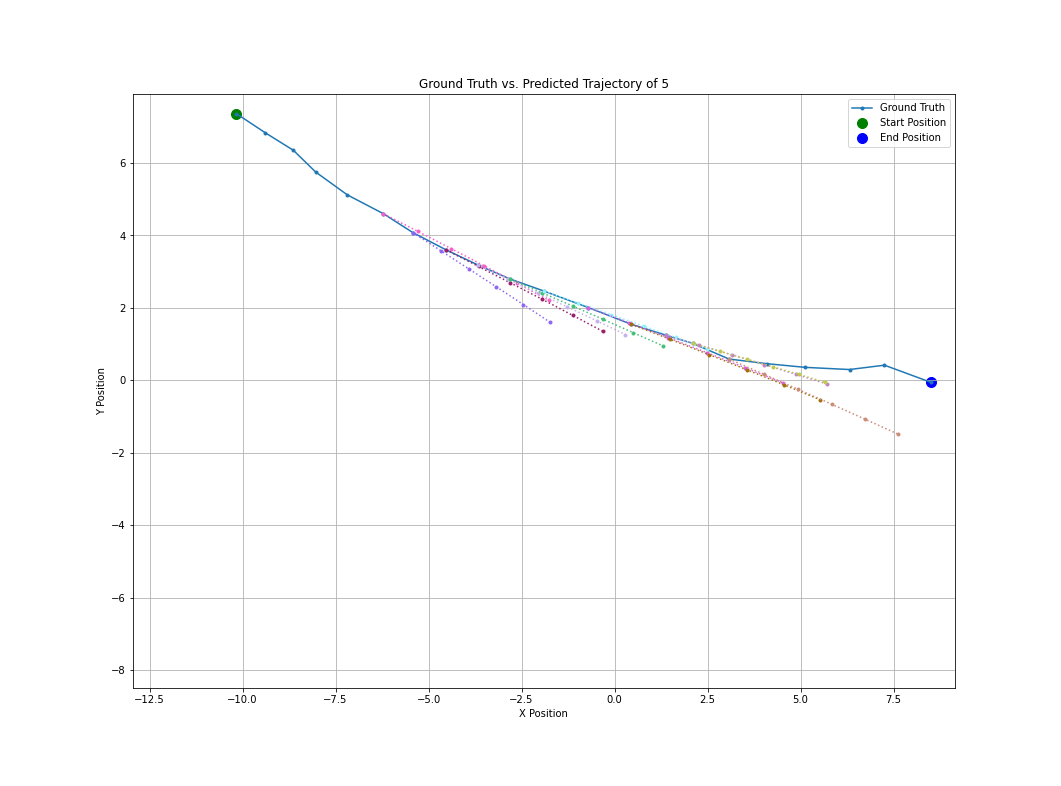 Ground Truth vs. Predicted Trajectory of 5
Ground Truth
Start Position
End Position
6
4
2
0
−2
−4
−6
−8
Y Position
−12.5 −10.0 −7.5 −5.0 −2.5 0.0 2.5 5.0 7.5
X Position